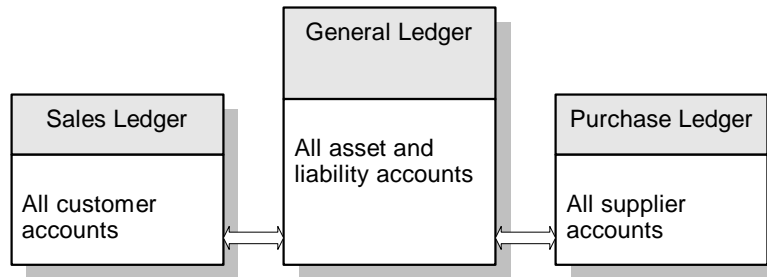 General Ledger
All asset and
liability accounts
Sales Ledger
All customer
accounts
Purchase Ledger
All supplier
accounts